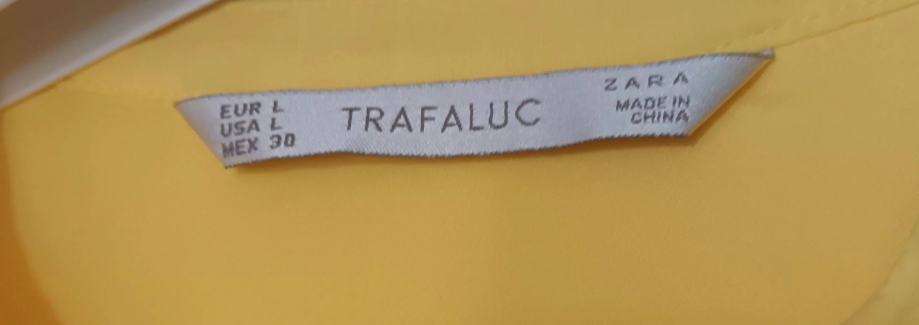 EUR L
USA L
MEX 30
TRAFALUC
ZARA
MADE IN
CHINA